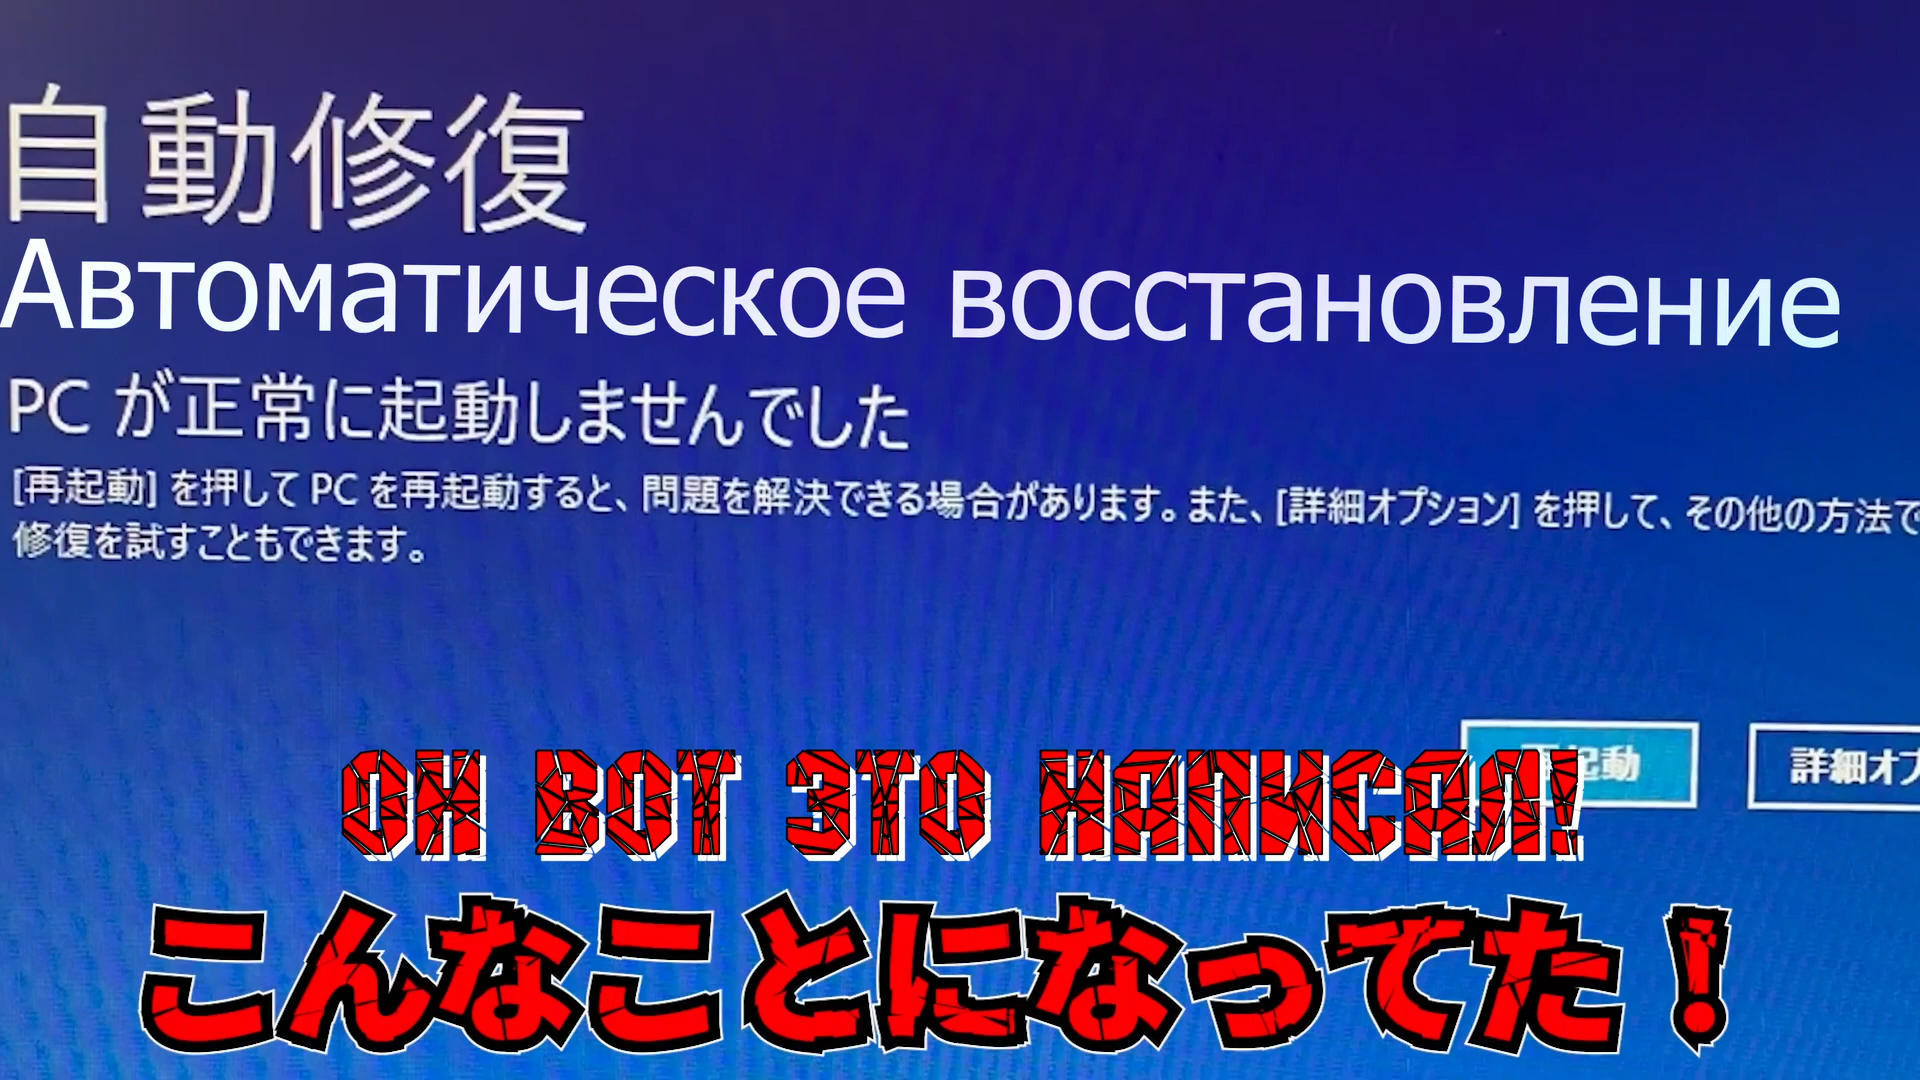 自動修復
Автоматическое восстановление
PC が正常に起動しませんでした
[再起動] を押して PC を再起動すると、問題を解決できる場合があります。また、[詳細オプション] を押して、その他の方法で
修復を試すこともできます。
再起動
詳細オプ
ОН ВОТ ЭТО НАПИСАЛ!
こんなことになってた！